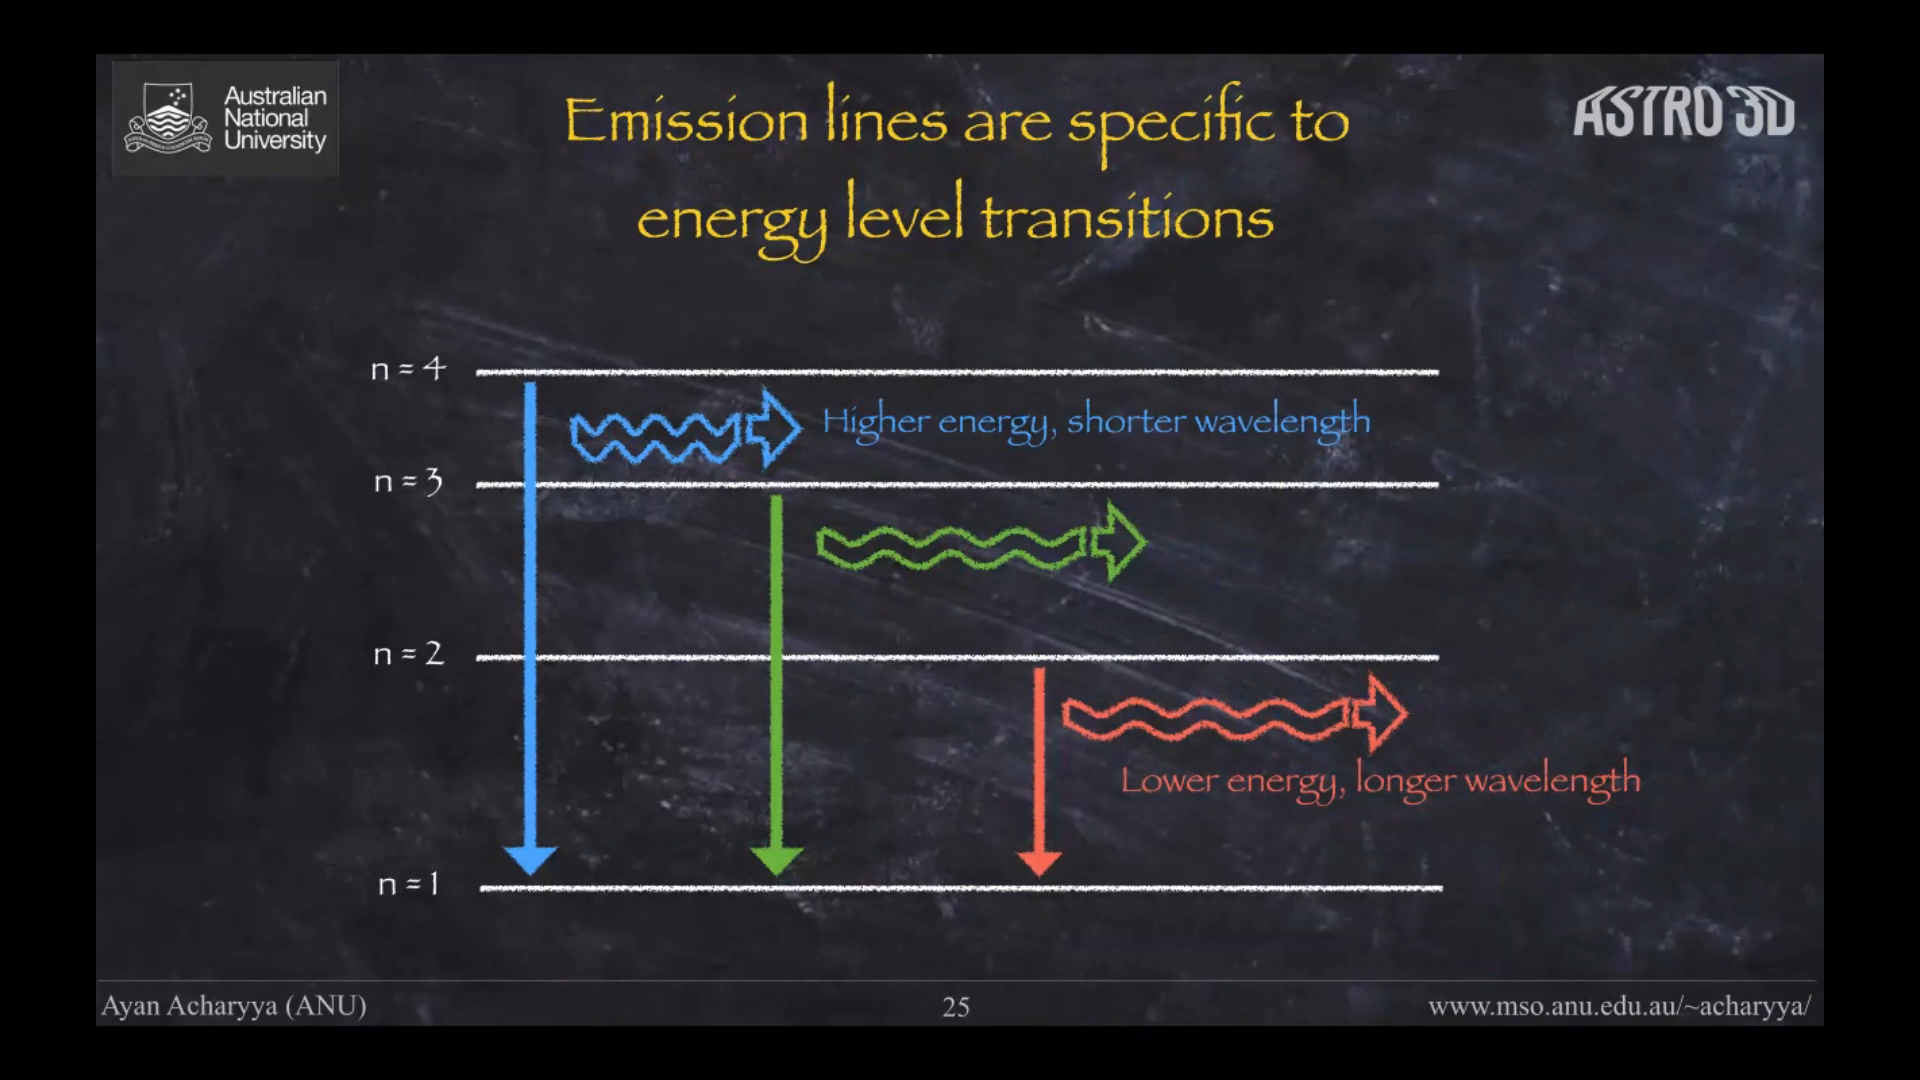 Australian
National
University
ASTRO 3D
Emission lines are specific to
energy level transitions
n = 4
Higher energy, shorter wavelength
n = 3
n = 2
Lower energy, longer wavelength
n = 1
Ayan Acharyya (ANU)
25
www.mso.anu.edu.au/~acharyya/